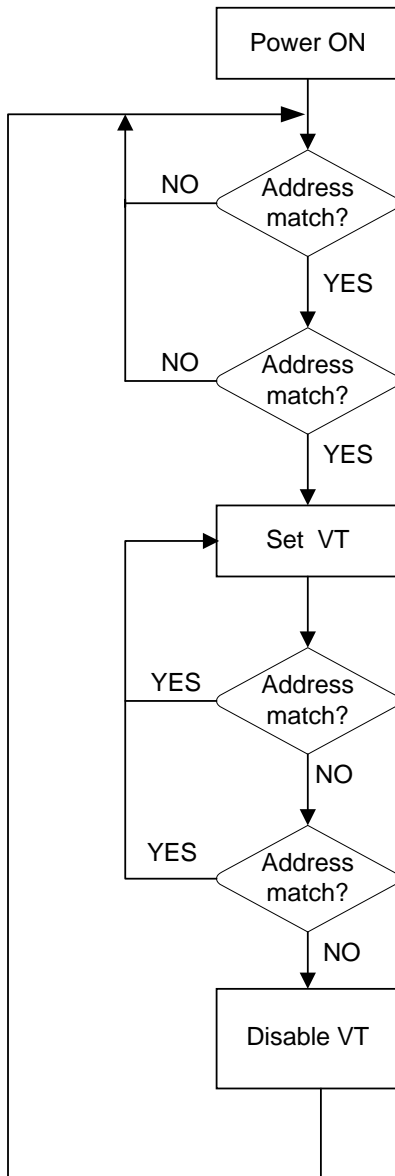 Power ON
NO
Address
match?
YES
NO
Address
match?
YES
Set VT
YES
Address
match?
NO
YES
Address
match?
NO
Disable VT